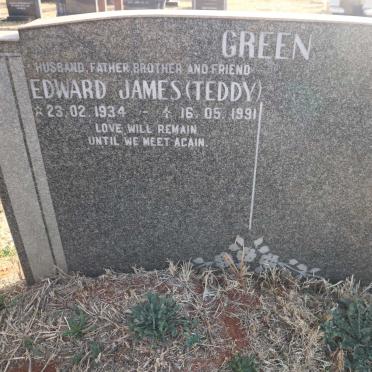 GREEN
HUSBAND, FATHER, BROTHER AND FRIEND
EDWARD JAMES (TEDDY)
☆ 23. 02. 1934 - ✝ 16. 05. 1991
LOVE WILL REMAIN
UNTIL WE MEET AGAIN.